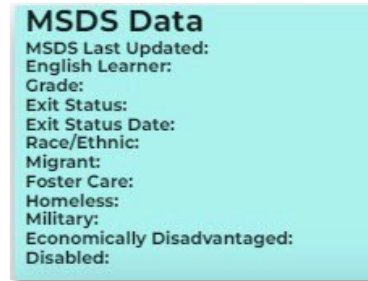 MSDS Data
MSDS Last Updated:
English Learner:
Grade:
Exit Status:
Exit Status Date:
Race/Ethnic:
Migrant:
Foster Care:
Homeless:
Military:
Economically Disadvantaged:
Disabled: